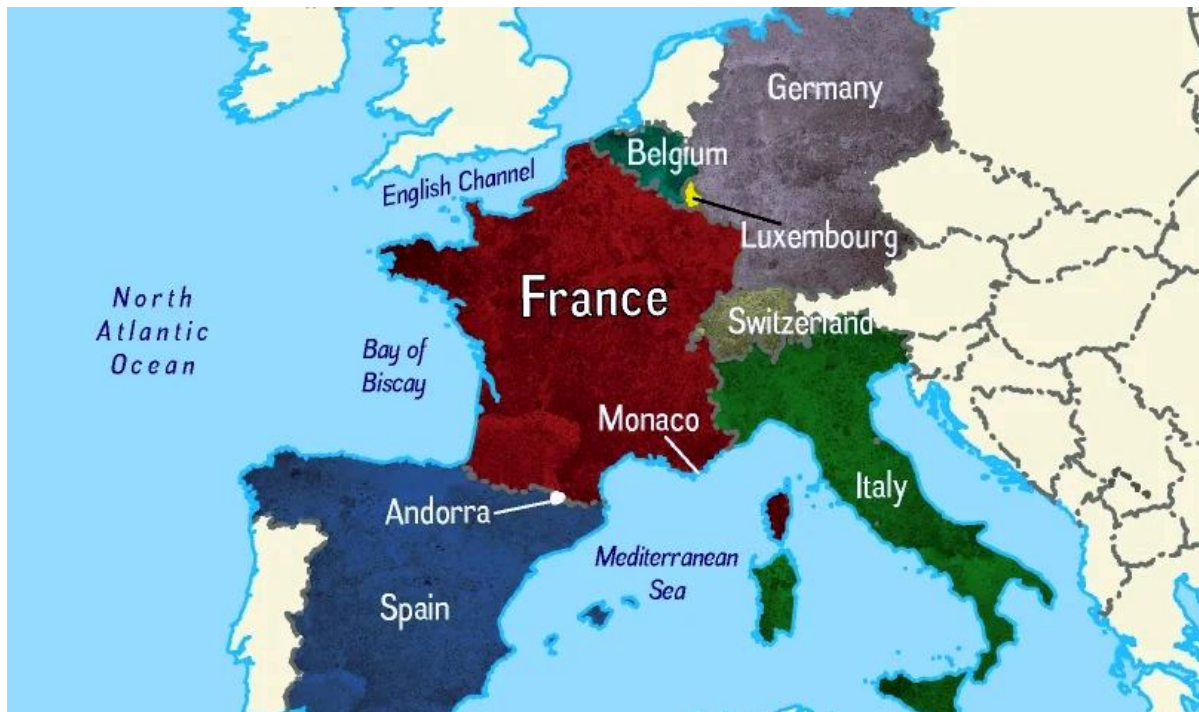 Germany
Belgium
English Channel
Luxembourg
North
Atlantic
Ocean
France
Switzerland
Bay of
Biscay
Monaco
Italy
Andorra
Mediterranean
Sea
Spain